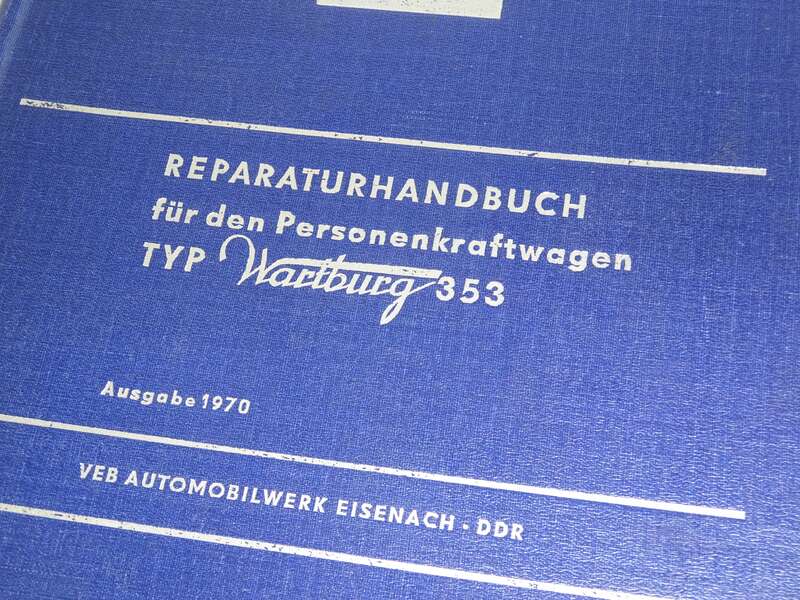 REPARATURHANDBUCH
für den Personenkraftwagen
TYP Wartburg 353
Ausgabe 1970
VEB AUTOMOBILWERK EISENACH · DDR